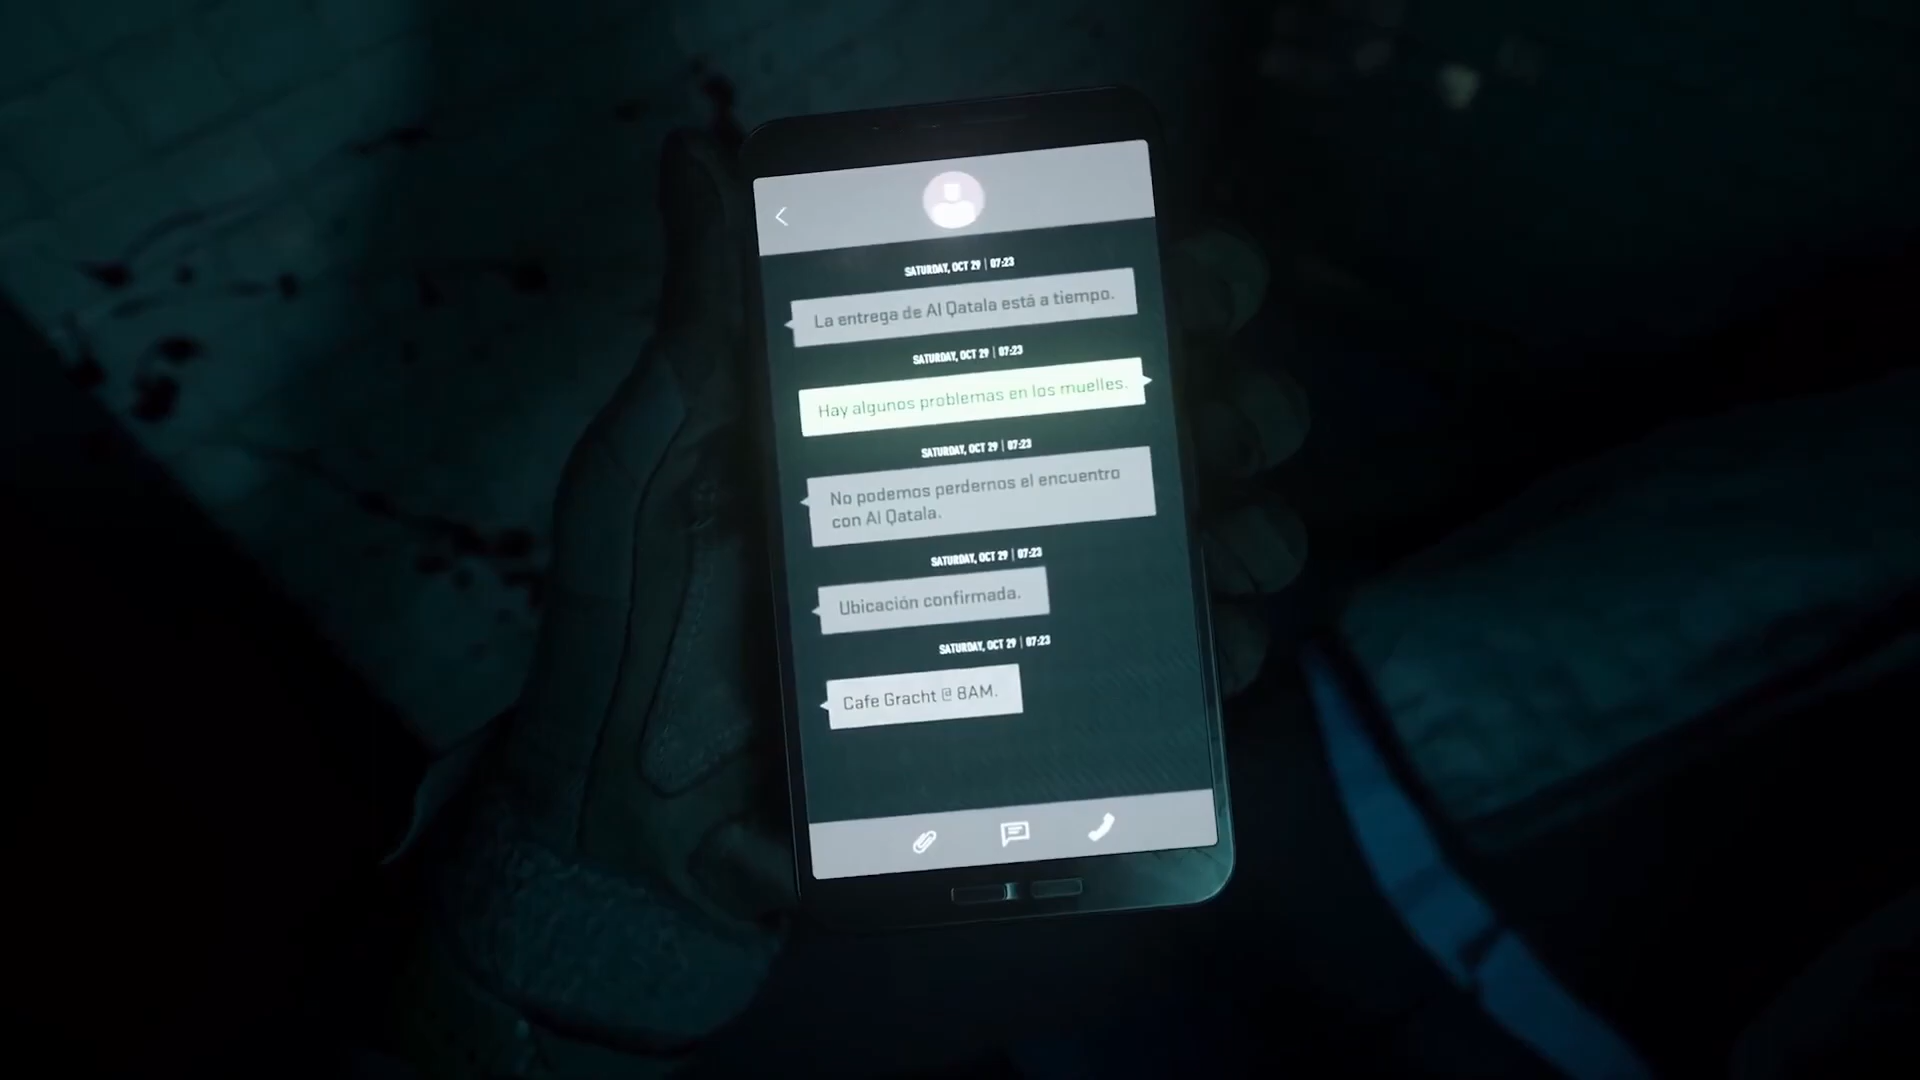 SATURDAY, OCT 29 | 07:23
La entrega de Al Qatala está a tiempo.
SATURDAY, OCT 29 | 07:23
Hay algunos problemas en los muelles.
SATURDAY, OCT 29 | 07:23
No podemos perdernos el encuentro
con Al Qatala.
SATURDAY, OCT 29 | 07:23
Ubicación confirmada.
SATURDAY, OCT 29 | 07:23
Cafe Gracht @ 8AM.